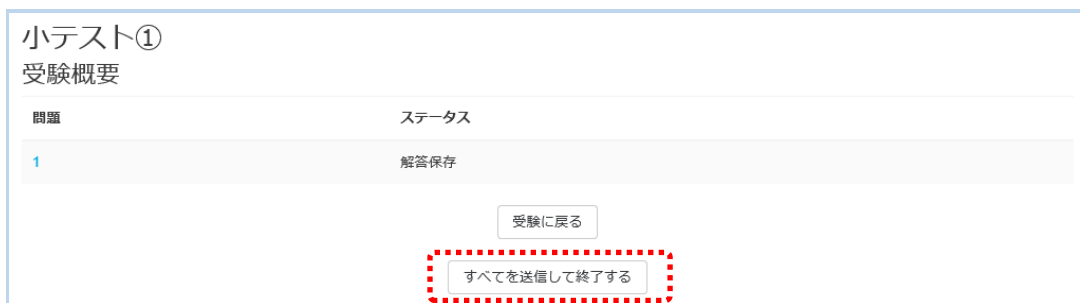 小テスト①
受験概要
問題 ステータス
1 解答保存
受験に戻る
すべてを送信して終了する